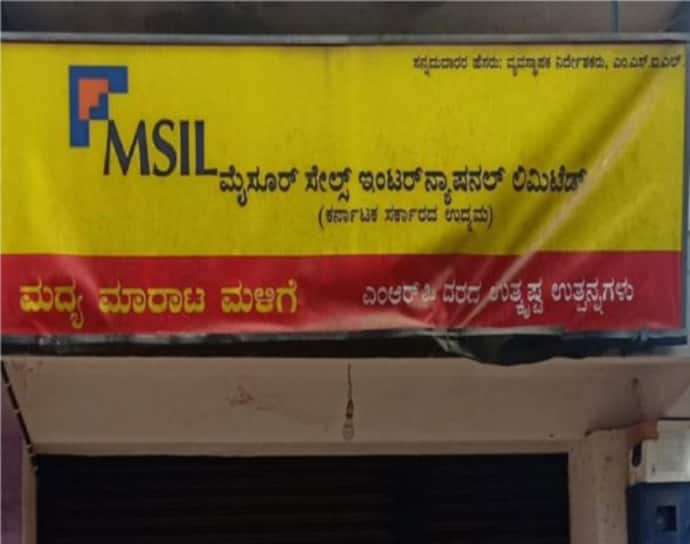 ಸನ್ನದುದಾರರ ಹೆಸರು: ವ್ಯವಸ್ಥಾಪಕ ನಿರ್ದೇಶಕರು, ಎಂ.ಎಸ್.ಐ.ಎಲ್.
MSIL ಮೈಸೂರ್ ಸೇಲ್ಸ್ ಇಂಟರ್‌ನ್ಯಾಷನಲ್ ಲಿಮಿಟೆಡ್
(ಕರ್ನಾಟಕ ಸರ್ಕಾರದ ಉದ್ಯಮ)
ಮದ್ಯ ಮಾರಾಟ ಮಳಿಗೆ ಎಂಆರ್‌ಪಿ ದರದ ಉತ್ಕೃಷ್ಟ ಉತ್ಪನ್ನಗಳು